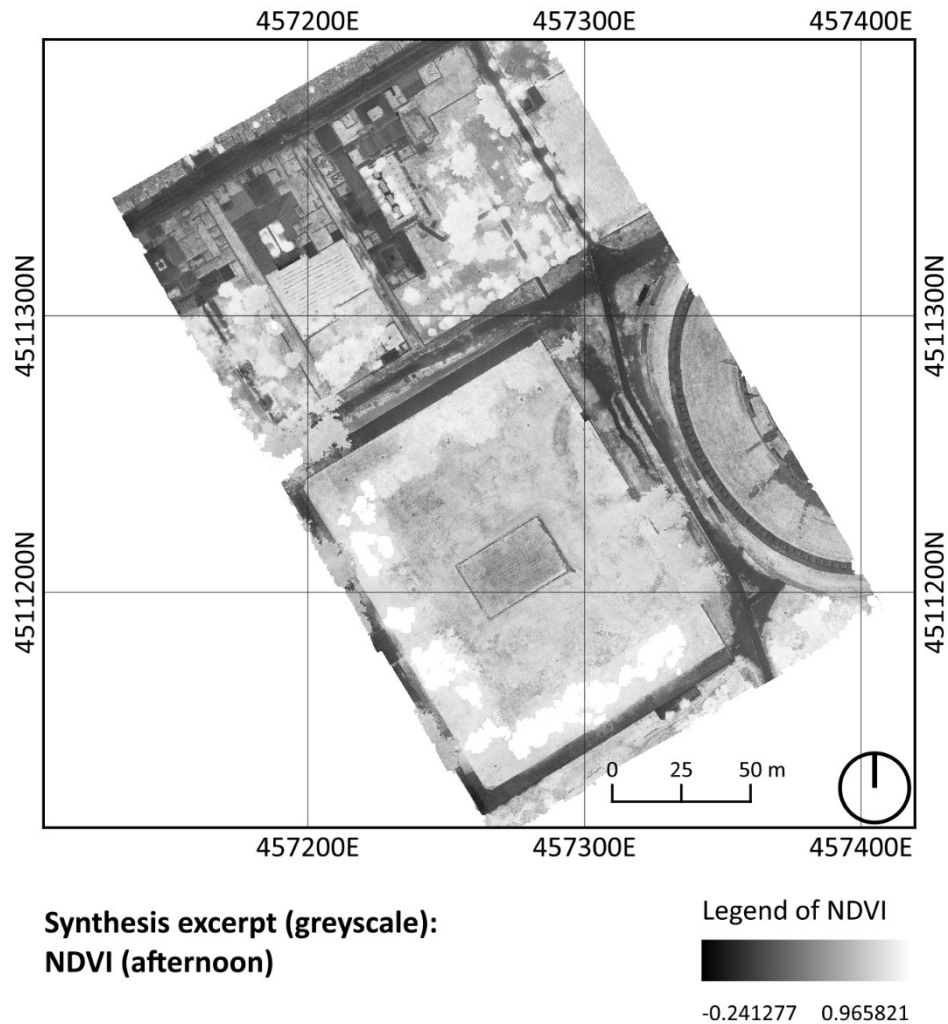 457200E 457300E 457400E
4511300N
4511300N
4511200N
4511200N
0 25 50 m
457200E 457300E 457400E
Synthesis excerpt (greyscale):
NDVI (afternoon)
Legend of NDVI
-0.241277 0.965821